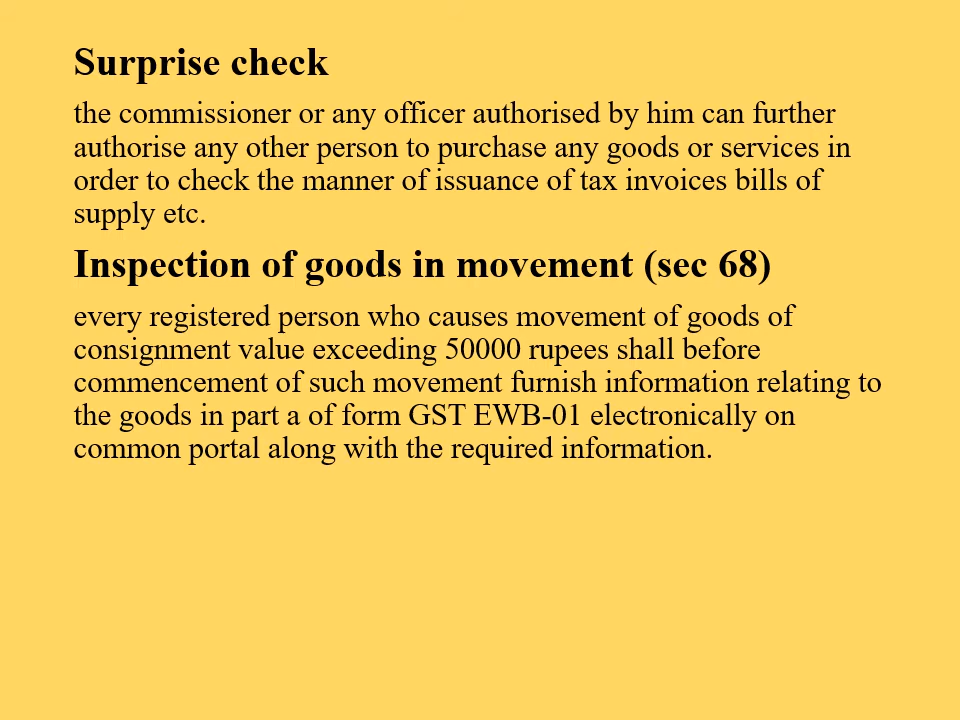 Surprise check
the commissioner or any officer authorised by him can further
authorise any other person to purchase any goods or services in
order to check the manner of issuance of tax invoices bills of
supply etc.
Inspection of goods in movement (sec 68)
every registered person who causes movement of goods of
consignment value exceeding 50000 rupees shall before
commencement of such movement furnish information relating to
the goods in part a of form GST EWB-01 electronically on
common portal along with the required information.